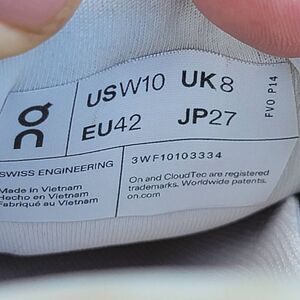 on
USW10 UK8
EU42 JP27
FV0 P14
SWISS ENGINEERING
Made in Vietnam
Hecho en Vietnam
Fabriqué au Vietnam
3WF10103334
On and CloudTec are registered
trademarks. Worldwide patents.
on.com